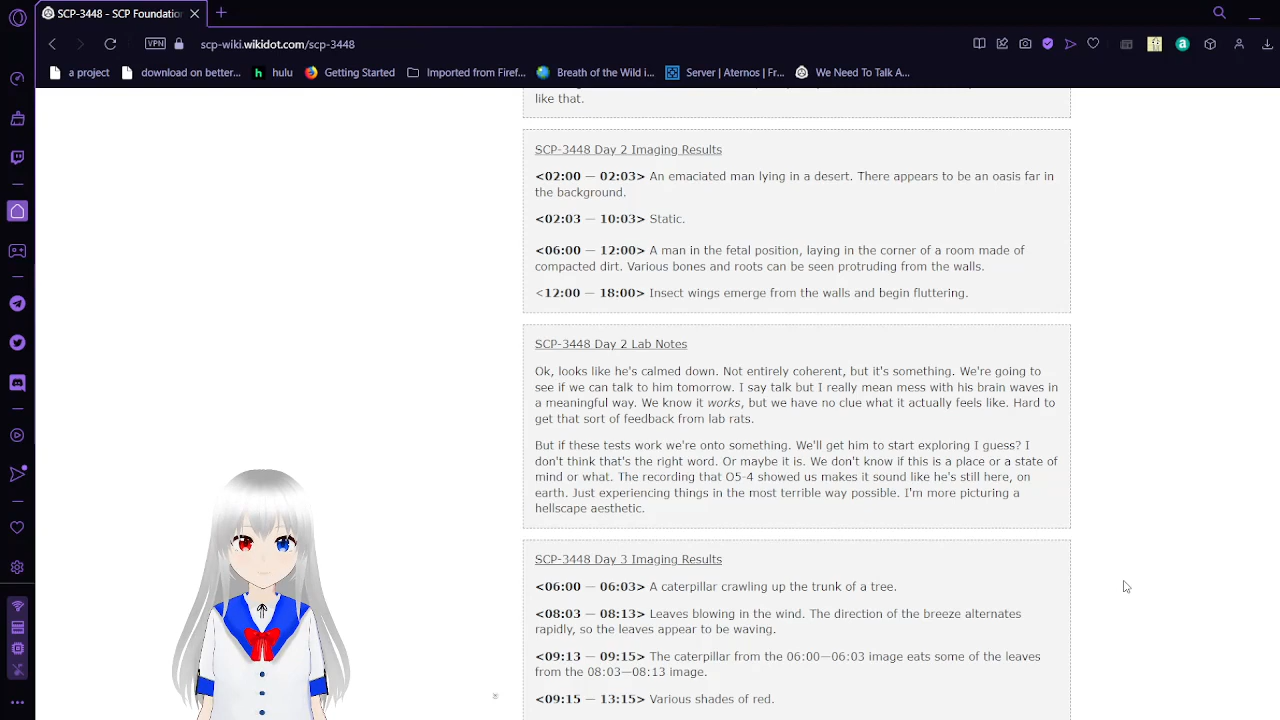 SCP-3448 - SCP Foundation
VPN
scp-wiki.wikidot.com/scp-3448
a project
download on better...
hulu
Getting Started
Imported from Firef...
Breath of the Wild i...
Server | Aternos | Fr...
We Need To Talk A...
like that.
SCP-3448 Day 2 Imaging Results
<02:00 — 02:03> An emaciated man lying in a desert. There appears to be an oasis far in
the background.
<02:03 — 10:03> Static.
<06:00 — 12:00> A man in the fetal position, laying in the corner of a room made of
compacted dirt. Various bones and roots can be seen protruding from the walls.
<12:00 — 18:00> Insect wings emerge from the walls and begin fluttering.
SCP-3448 Day 2 Lab Notes
Ok, looks like he's calmed down. Not entirely coherent, but it's something. We're going to
see if we can talk to him tomorrow. I say talk but I really mean mess with his brain waves in
a meaningful way. We know it works, but we have no clue what it actually feels like. Hard to
get that sort of feedback from lab rats.
But if these tests work we're onto something. We'll get him to start exploring I guess? I
don't think that's the right word. Or maybe it is. We don't know if this is a place or a state of
mind or what. The recording that O5-4 showed us makes it sound like he's still here, on
earth. Just experiencing things in the most terrible way possible. I'm more picturing a
hellscape aesthetic.
SCP-3448 Day 3 Imaging Results
<06:00 — 06:03> A caterpillar crawling up the trunk of a tree.
<08:03 — 08:13> Leaves blowing in the wind. The direction of the breeze alternates
rapidly, so the leaves appear to be waving.
<09:13 — 09:15> The caterpillar from the 06:00—06:03 image eats some of the leaves
from the 08:03—08:13 image.
<09:15 — 13:15> Various shades of red.